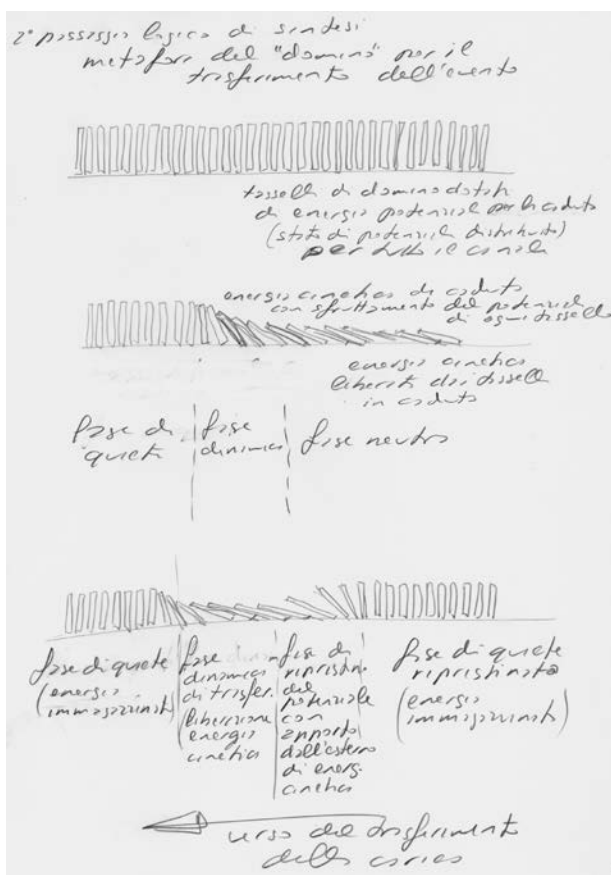 2° passaggio logico di sintesi
metafora del "domino" per il
trasferimento dell'evento
tasselli di domino dotati
di energia potenziale per la caduta
(stato di potenziale distribuito)
per tutto il canale
energia cinetica di caduta
con sfruttamento del potenziale
di ogni tassello
energia cinetica
liberata dai tasselli
in caduta
fase di quiete
fase dinamica
fase neutra
fase di quiete
(energia
immagazzinata)
fase
dinamica
di trasfer.
liberazione
energia
cinetica
fase di
ripristino
del
potenziale
con
apporto
dall'esterno
di energ.
cinetica
fase di quiete
ripristinata
(energia
immagazzinata)
verso del trasferimento
della carica